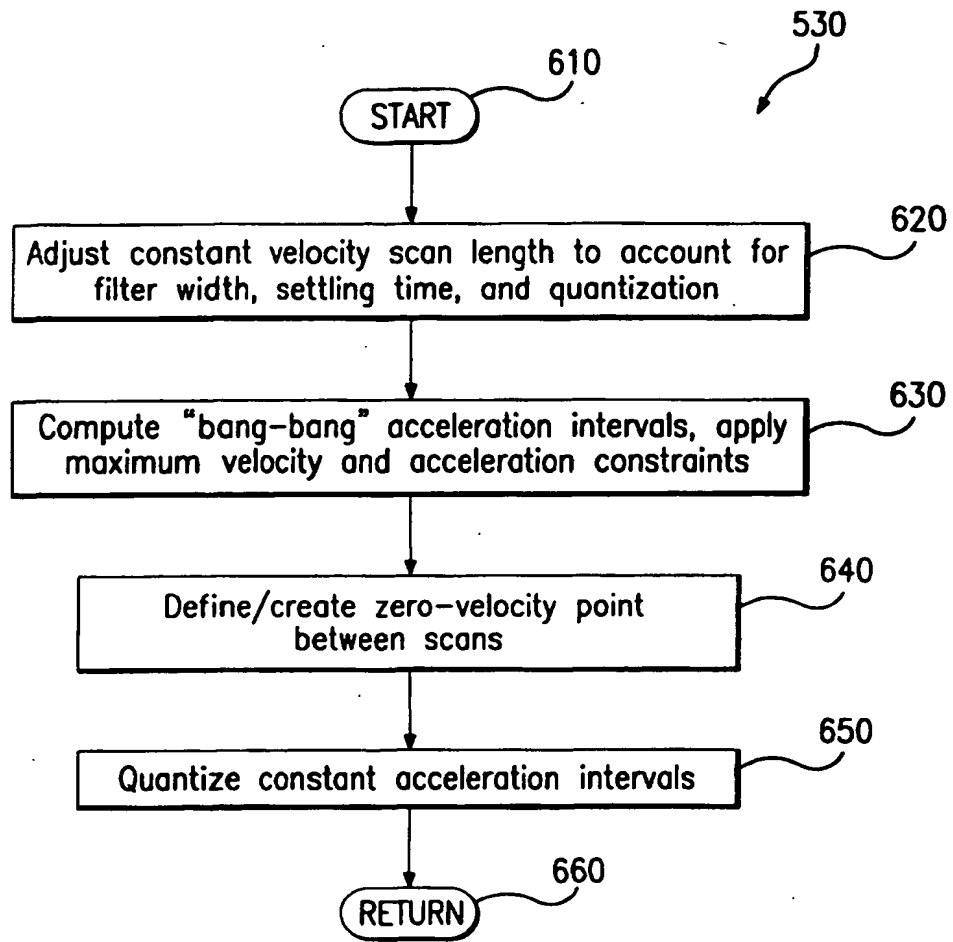 530
610
START
620
Adjust constant velocity scan length to account for
filter width, settling time, and quantization
630
Compute “bang-bang” acceleration intervals, apply
maximum velocity and acceleration constraints
640
Define/create zero-velocity point
between scans
650
Quantize constant acceleration intervals
660
RETURN